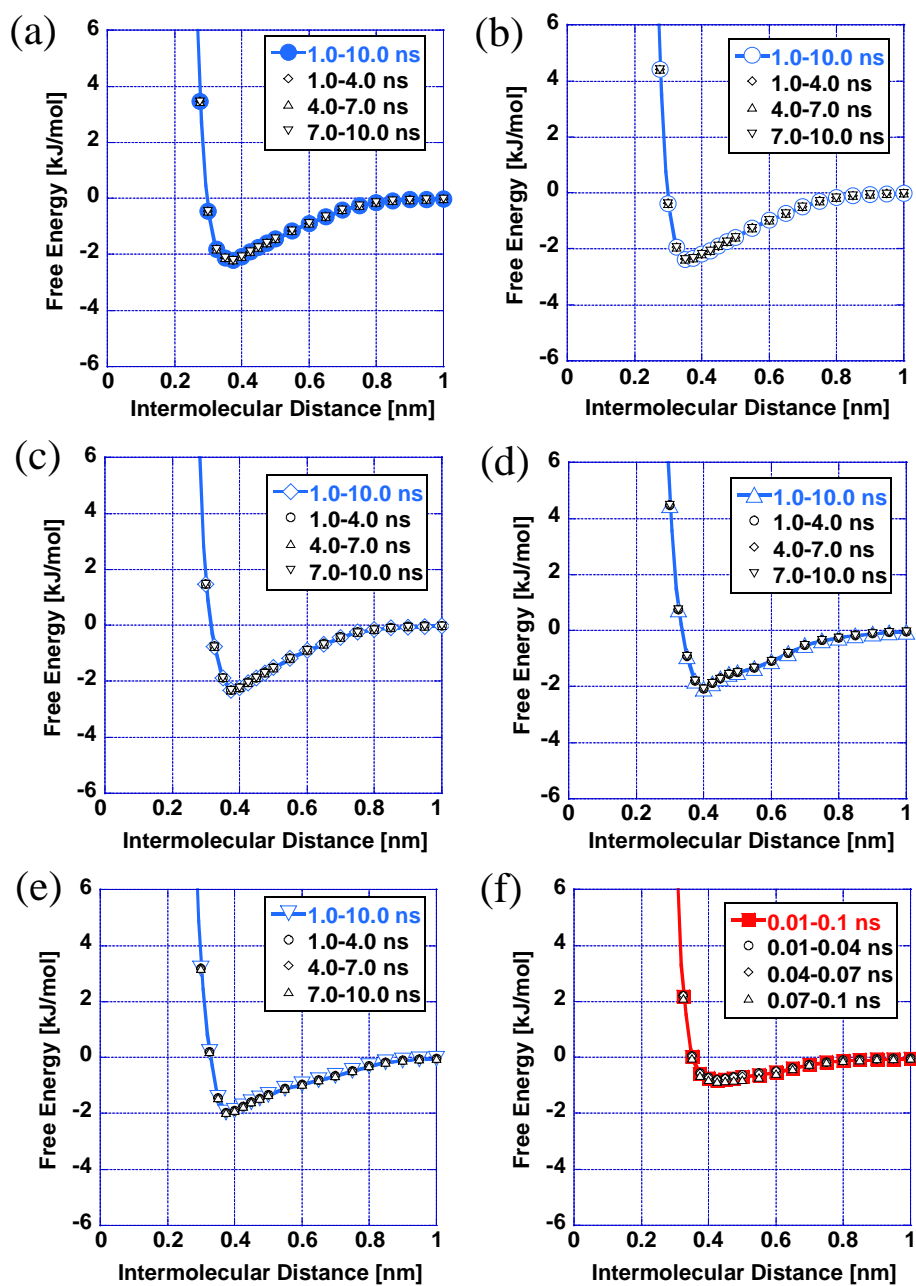 (a)
6
4
2
0
-2
-4
-6
Free Energy [kJ/mol]
1.0-10.0 ns
1.0-4.0 ns
4.0-7.0 ns
7.0-10.0 ns
0 0.2 0.4 0.6 0.8 1
Intermolecular Distance [nm]
(b)
6
4
2
0
-2
-4
-6
Free Energy [kJ/mol]
1.0-10.0 ns
1.0-4.0 ns
4.0-7.0 ns
7.0-10.0 ns
0 0.2 0.4 0.6 0.8 1
Intermolecular Distance [nm]
(c)
6
4
2
0
-2
-4
-6
Free Energy [kJ/mol]
1.0-10.0 ns
1.0-4.0 ns
4.0-7.0 ns
7.0-10.0 ns
0 0.2 0.4 0.6 0.8 1
Intermolecular Distance [nm]
(d)
6
4
2
0
-2
-4
-6
Free Energy [kJ/mol]
1.0-10.0 ns
1.0-4.0 ns
4.0-7.0 ns
7.0-10.0 ns
0 0.2 0.4 0.6 0.8 1
Intermolecular Distance [nm]
(e)
6
4
2
0
-2
-4
-6
Free Energy [kJ/mol]
1.0-10.0 ns
1.0-4.0 ns
4.0-7.0 ns
7.0-10.0 ns
0 0.2 0.4 0.6 0.8 1
Intermolecular Distance [nm]
(f)
6
4
2
0
-2
-4
-6
Free Energy [kJ/mol]
0.01-0.1 ns
0.01-0.04 ns
0.04-0.07 ns
0.07-0.1 ns
0 0.2 0.4 0.6 0.8 1
Intermolecular Distance [nm]